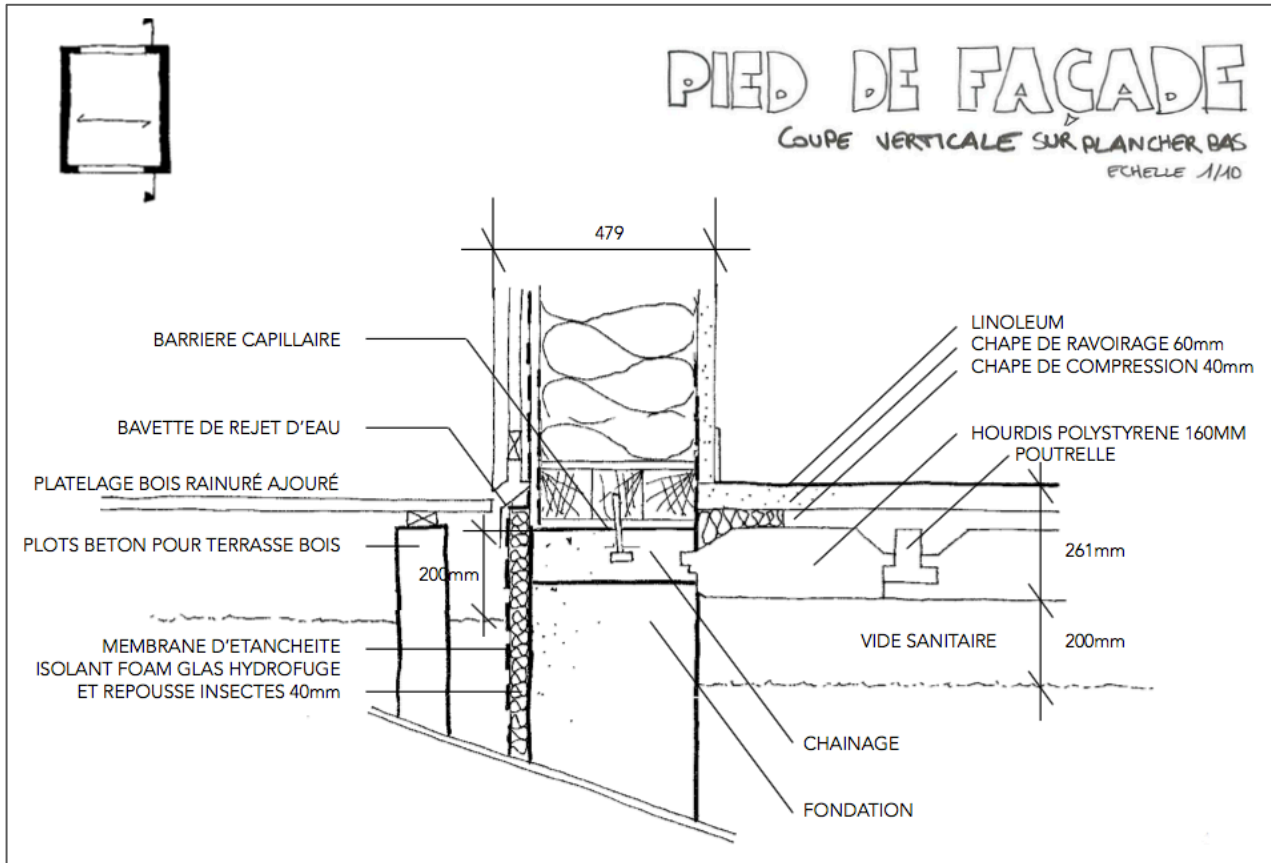 PIED DE FAÇADE
COUPE VERTICALE SUR PLANCHER BAS
ECHELLE 1/10
479
BARRIERE CAPILLAIRE
BAVETTE DE REJET D'EAU
PLATELAGE BOIS RAINURÉ AJOURÉ
PLOTS BETON POUR TERRASSE BOIS
200mm
MEMBRANE D'ETANCHEITE
ISOLANT FOAM GLAS HYDROFUGE
ET REPOUSSE INSECTES 40mm
LINOLEUM
CHAPE DE RAVOIRAGE 60mm
CHAPE DE COMPRESSION 40mm
HOURDIS POLYSTYRENE 160MM
POUTRELLE
261mm
VIDE SANITAIRE
200mm
CHAINAGE
FONDATION